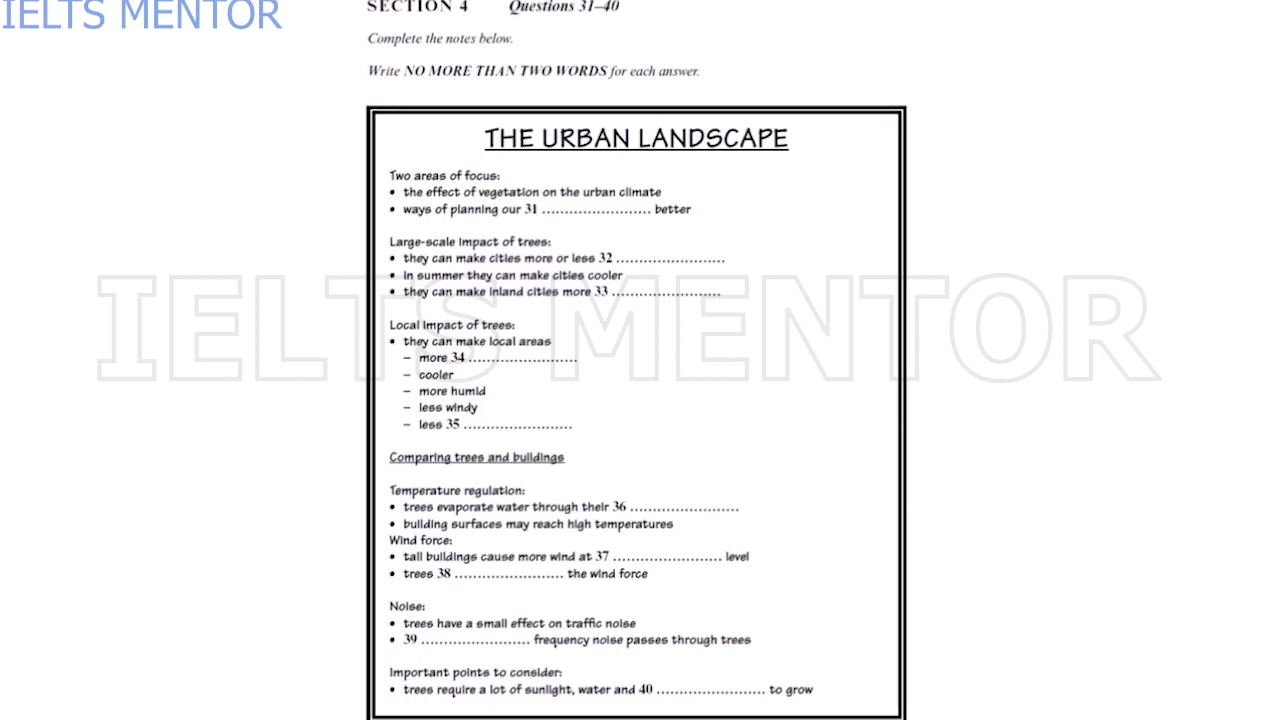 IELTS MENTOR
SECTION 4 Questions 31–40
Complete the notes below.
Write NO MORE THAN TWO WORDS for each answer.
THE URBAN LANDSCAPE
Two areas of focus:
• the effect of vegetation on the urban climate
• ways of planning our 31 ........................ better
Large-scale impact of trees:
• they can make cities more or less 32 ........................
• in summer they can make cities cooler
• they can make inland cities more 33 ........................
IELTS MENTOR
Local impact of trees:
• they can make local areas
– more 34 ........................
– cooler
– more humid
– less windy
– less 35 ........................
Comparing trees and buildings
Temperature regulation:
• trees evaporate water through their 36 ........................
• building surfaces may reach high temperatures
Wind force:
• tall buildings cause more wind at 37 ........................ level
• trees 38 ........................ the wind force
Noise:
• trees have a small effect on traffic noise
• 39 ........................ frequency noise passes through trees
Important points to consider:
• trees require a lot of sunlight, water and 40 ........................ to grow